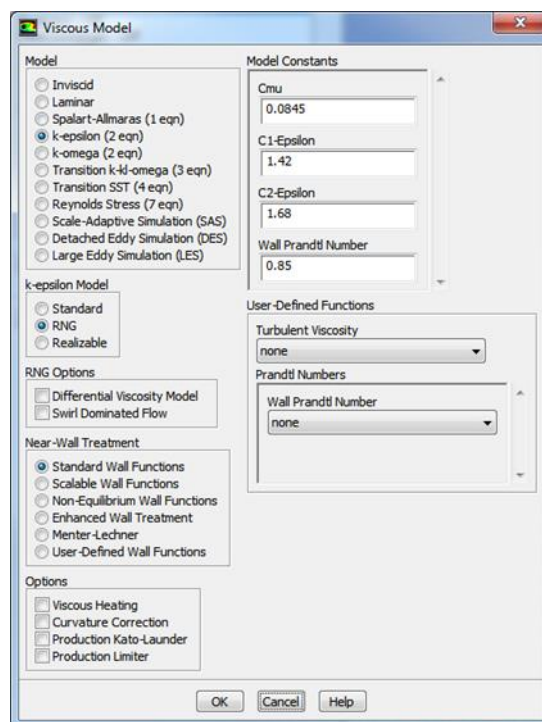 Viscous Model
Model
Inviscid
Laminar
Spalart-Allmaras (1 eqn)
k-epsilon (2 eqn)
k-omega (2 eqn)
Transition k-kl-omega (3 eqn)
Transition SST (4 eqn)
Reynolds Stress (7 eqn)
Scale-Adaptive Simulation (SAS)
Detached Eddy Simulation (DES)
Large Eddy Simulation (LES)
k-epsilon Model
Standard
RNG
Realizable
RNG Options
Differential Viscosity Model
Swirl Dominated Flow
Near-Wall Treatment
Standard Wall Functions
Scalable Wall Functions
Non-Equilibrium Wall Functions
Enhanced Wall Treatment
Menter-Lechner
User-Defined Wall Functions
Options
Viscous Heating
Curvature Correction
Production Kato-Launder
Production Limiter
Model Constants
Cmu
0.0845
C1-Epsilon
1.42
C2-Epsilon
1.68
Wall Prandtl Number
0.85
User-Defined Functions
Turbulent Viscosity
none
Prandtl Numbers
Wall Prandtl Number
none
OK
Cancel
Help